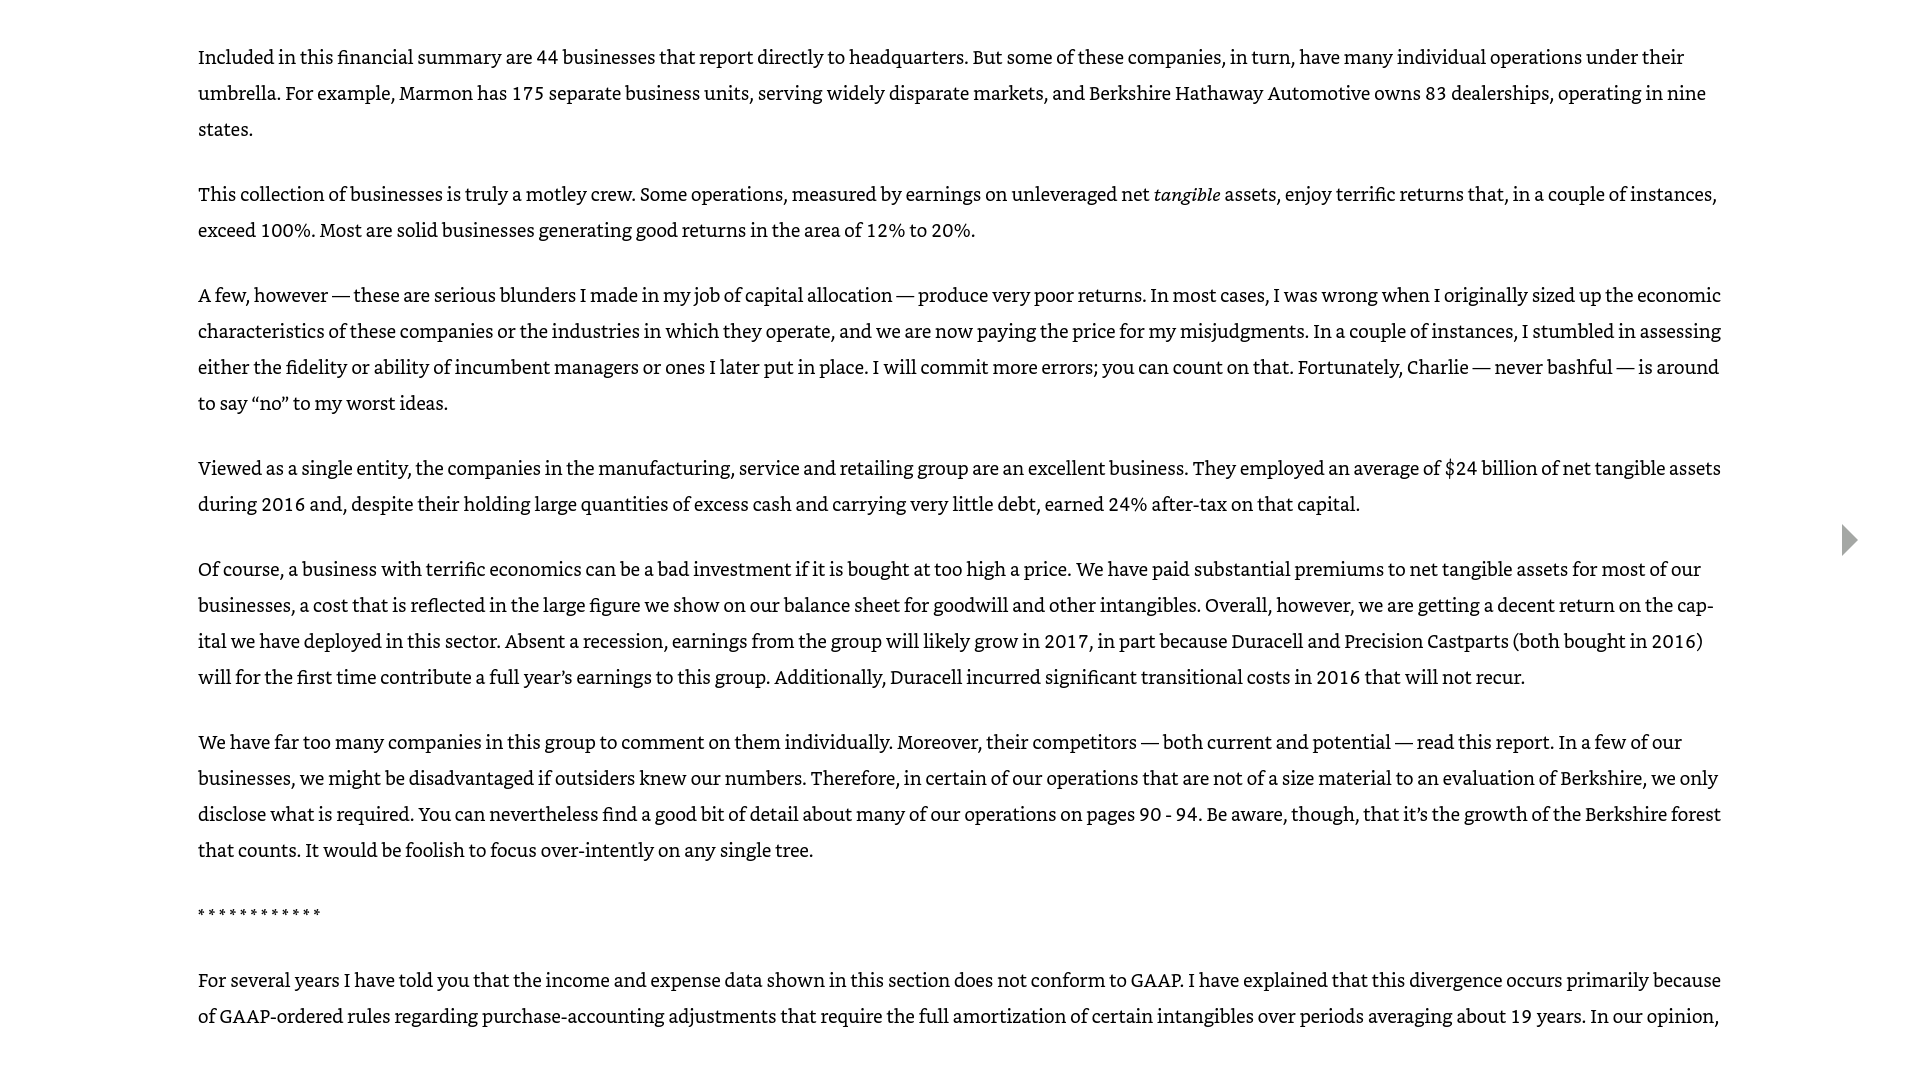 Included in this financial summary are 44 businesses that report directly to headquarters. But some of these companies, in turn, have many individual operations under their
umbrella. For example, Marmon has 175 separate business units, serving widely disparate markets, and Berkshire Hathaway Automotive owns 83 dealerships, operating in nine
states.
This collection of businesses is truly a motley crew. Some operations, measured by earnings on unleveraged net tangible assets, enjoy terrific returns that, in a couple of instances,
exceed 100%. Most are solid businesses generating good returns in the area of 12% to 20%.
A few, however — these are serious blunders I made in my job of capital allocation — produce very poor returns. In most cases, I was wrong when I originally sized up the economic
characteristics of these companies or the industries in which they operate, and we are now paying the price for my misjudgments. In a couple of instances, I stumbled in assessing
either the fidelity or ability of incumbent managers or ones I later put in place. I will commit more errors; you can count on that. Fortunately, Charlie — never bashful — is around
to say “no” to my worst ideas.
Viewed as a single entity, the companies in the manufacturing, service and retailing group are an excellent business. They employed an average of $24 billion of net tangible assets
during 2016 and, despite their holding large quantities of excess cash and carrying very little debt, earned 24% after-tax on that capital.
Of course, a business with terrific economics can be a bad investment if it is bought at too high a price. We have paid substantial premiums to net tangible assets for most of our
businesses, a cost that is reflected in the large figure we show on our balance sheet for goodwill and other intangibles. Overall, however, we are getting a decent return on the cap-
ital we have deployed in this sector. Absent a recession, earnings from the group will likely grow in 2017, in part because Duracell and Precision Castparts (both bought in 2016)
will for the first time contribute a full year’s earnings to this group. Additionally, Duracell incurred significant transitional costs in 2016 that will not recur.
We have far too many companies in this group to comment on them individually. Moreover, their competitors — both current and potential — read this report. In a few of our
businesses, we might be disadvantaged if outsiders knew our numbers. Therefore, in certain of our operations that are not of a size material to an evaluation of Berkshire, we only
disclose what is required. You can nevertheless find a good bit of detail about many of our operations on pages 90 - 94. Be aware, though, that it’s the growth of the Berkshire forest
that counts. It would be foolish to focus over-intently on any single tree.
* * * * * * * * * * * *
For several years I have told you that the income and expense data shown in this section does not conform to GAAP. I have explained that this divergence occurs primarily because
of GAAP-ordered rules regarding purchase-accounting adjustments that require the full amortization of certain intangibles over periods averaging about 19 years. In our opinion,